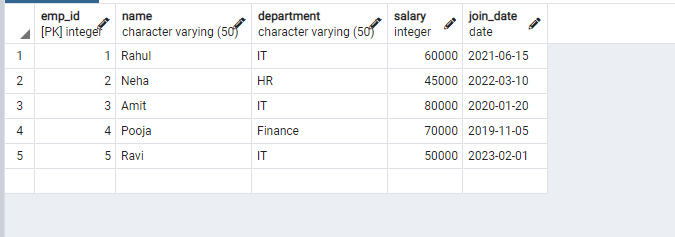 emp_id name department salary join_date
[PK] integer character varying (50) character varying (50) integer date
1 1 Rahul IT 60000 2021-06-15
2 2 Neha HR 45000 2022-03-10
3 3 Amit IT 80000 2020-01-20
4 4 Pooja Finance 70000 2019-11-05
5 5 Ravi IT 50000 2023-02-01